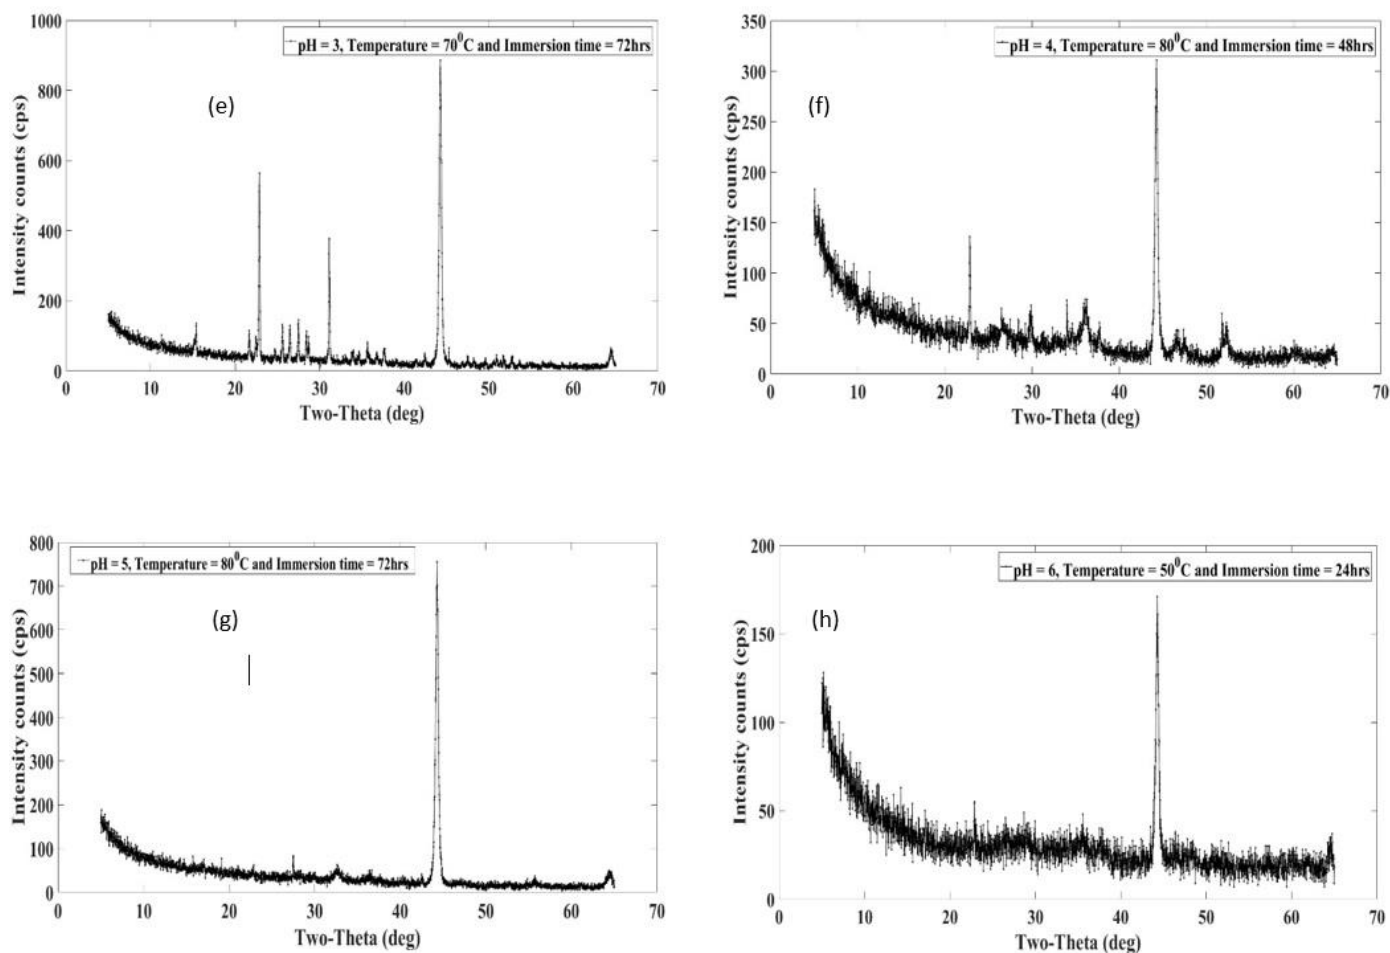 1000
800
600
400
200
0
Intensity counts (cps)
pH = 3, Temperature = 70⁰C and Immersion time = 72hrs
(e)
0 10 20 30 40 50 60 70
Two-Theta (deg)
350
300
250
200
150
100
50
0
Intensity counts (cps)
pH = 4, Temperature = 80⁰C and Immersion time = 48hrs
(f)
0 10 20 30 40 50 60 70
Two-Theta (deg)
800
700
600
500
400
300
200
100
0
Intensity counts (cps)
pH = 5, Temperature = 80⁰C and Immersion time = 72hrs
(g)
0 10 20 30 40 50 60 70
Two-Theta (deg)
200
150
100
50
0
Intensity counts (cps)
pH = 6, Temperature = 50⁰C and Immersion time = 24hrs
(h)
0 10 20 30 40 50 60 70
Two-Theta (deg)